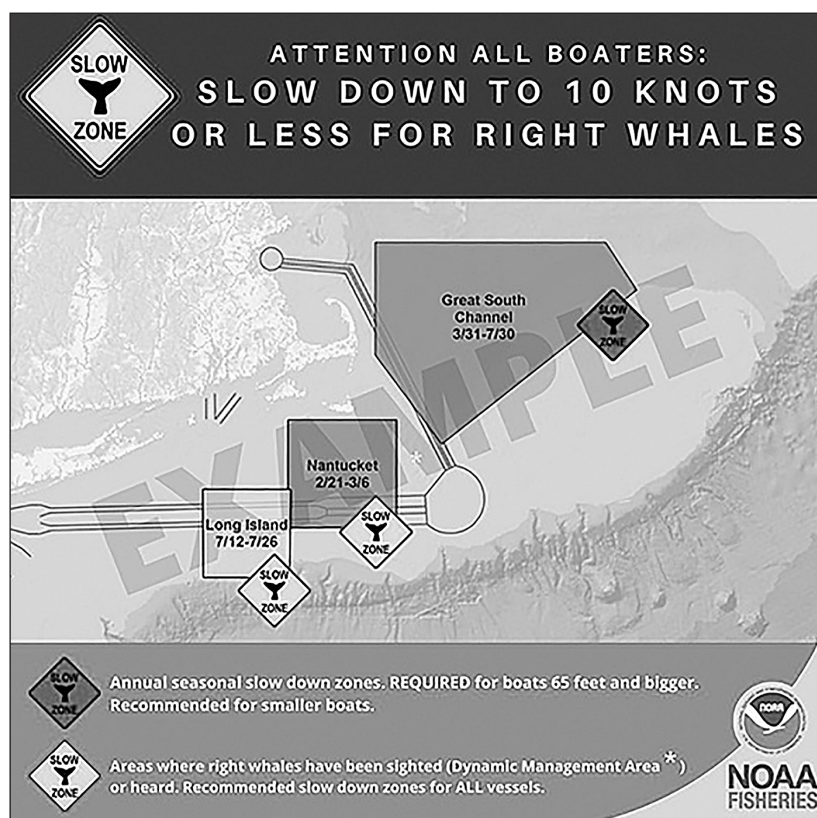 SLOW
ZONE
ATTENTION ALL BOATERS:
SLOW DOWN TO 10 KNOTS
OR LESS FOR RIGHT WHALES
Great South
Channel
3/31-7/30
SLOW
ZONE
EXAMPLE
Nantucket
2/21-3/6
SLOW
ZONE
Long Island
7/12-7/26
SLOW
ZONE
*
SLOW
ZONE
Annual seasonal slow down zones. REQUIRED for boats 65 feet and bigger.
Recommended for smaller boats.
SLOW
ZONE
Areas where right whales have been sighted (Dynamic Management Area *)
or heard. Recommended slow down zones for ALL vessels.
NOAA
NOAA
FISHERIES